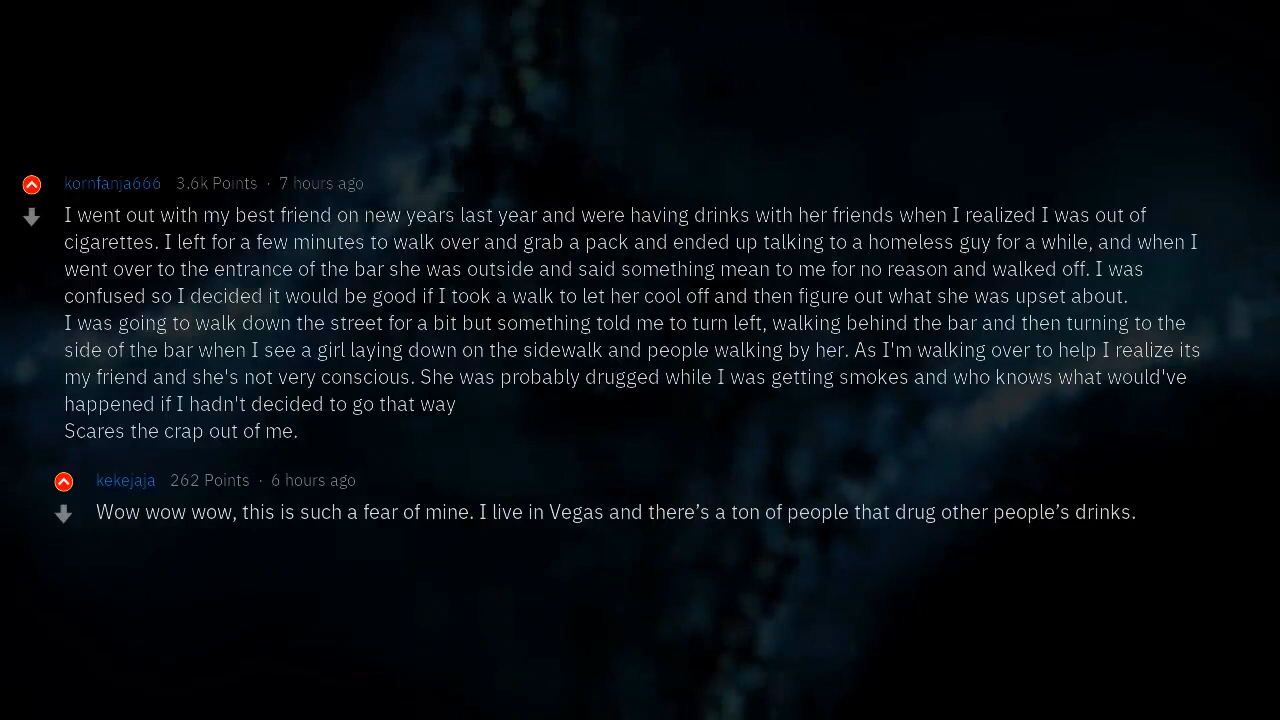 kornfanja666 3.6k Points · 7 hours ago
I went out with my best friend on new years last year and were having drinks with her friends when I realized I was out of
cigarettes. I left for a few minutes to walk over and grab a pack and ended up talking to a homeless guy for a while, and when I
went over to the entrance of the bar she was outside and said something mean to me for no reason and walked off. I was
confused so I decided it would be good if I took a walk to let her cool off and then figure out what she was upset about.
I was going to walk down the street for a bit but something told me to turn left, walking behind the bar and then turning to the
side of the bar when I see a girl laying down on the sidewalk and people walking by her. As I'm walking over to help I realize its
my friend and she's not very conscious. She was probably drugged while I was getting smokes and who knows what would've
happened if I hadn't decided to go that way
Scares the crap out of me.
kekejaja 262 Points · 6 hours ago
Wow wow wow, this is such a fear of mine. I live in Vegas and there’s a ton of people that drug other people’s drinks.